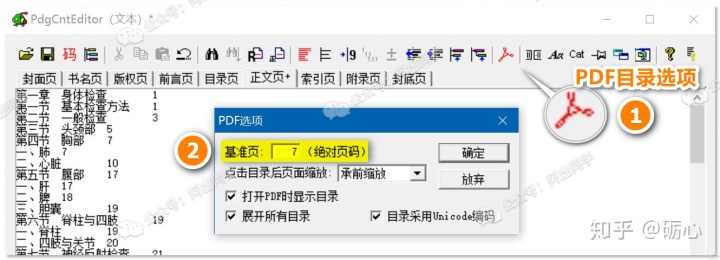 PdgCntEditor (文本) *
PDF目录选项
1
封面页 书名页 版权页 前言页 目录页 正文页+ 索引页 附录页 封底页
第一章 身体检查 1
第一节 基本检查方法 1
第二节 一般检查 3
第三节 头颈部 5
第四节 胸部 7
一、肺 7
二、心脏 10
第五节 腹部 17
一、肝 17
二、脾 18
三、胆囊 19
第六节 脊柱与四肢 19
一、脊柱 19
二、四肢与关节 20
第七节 神经反射检查 21
PDF选项
2
基准页: 7 (绝对页码)
确定
点击目录后页面缩放: 承前缩放
放弃
打开PDF时显示目录
展开所有目录
目录采用Unicode编码
知乎 @砺心